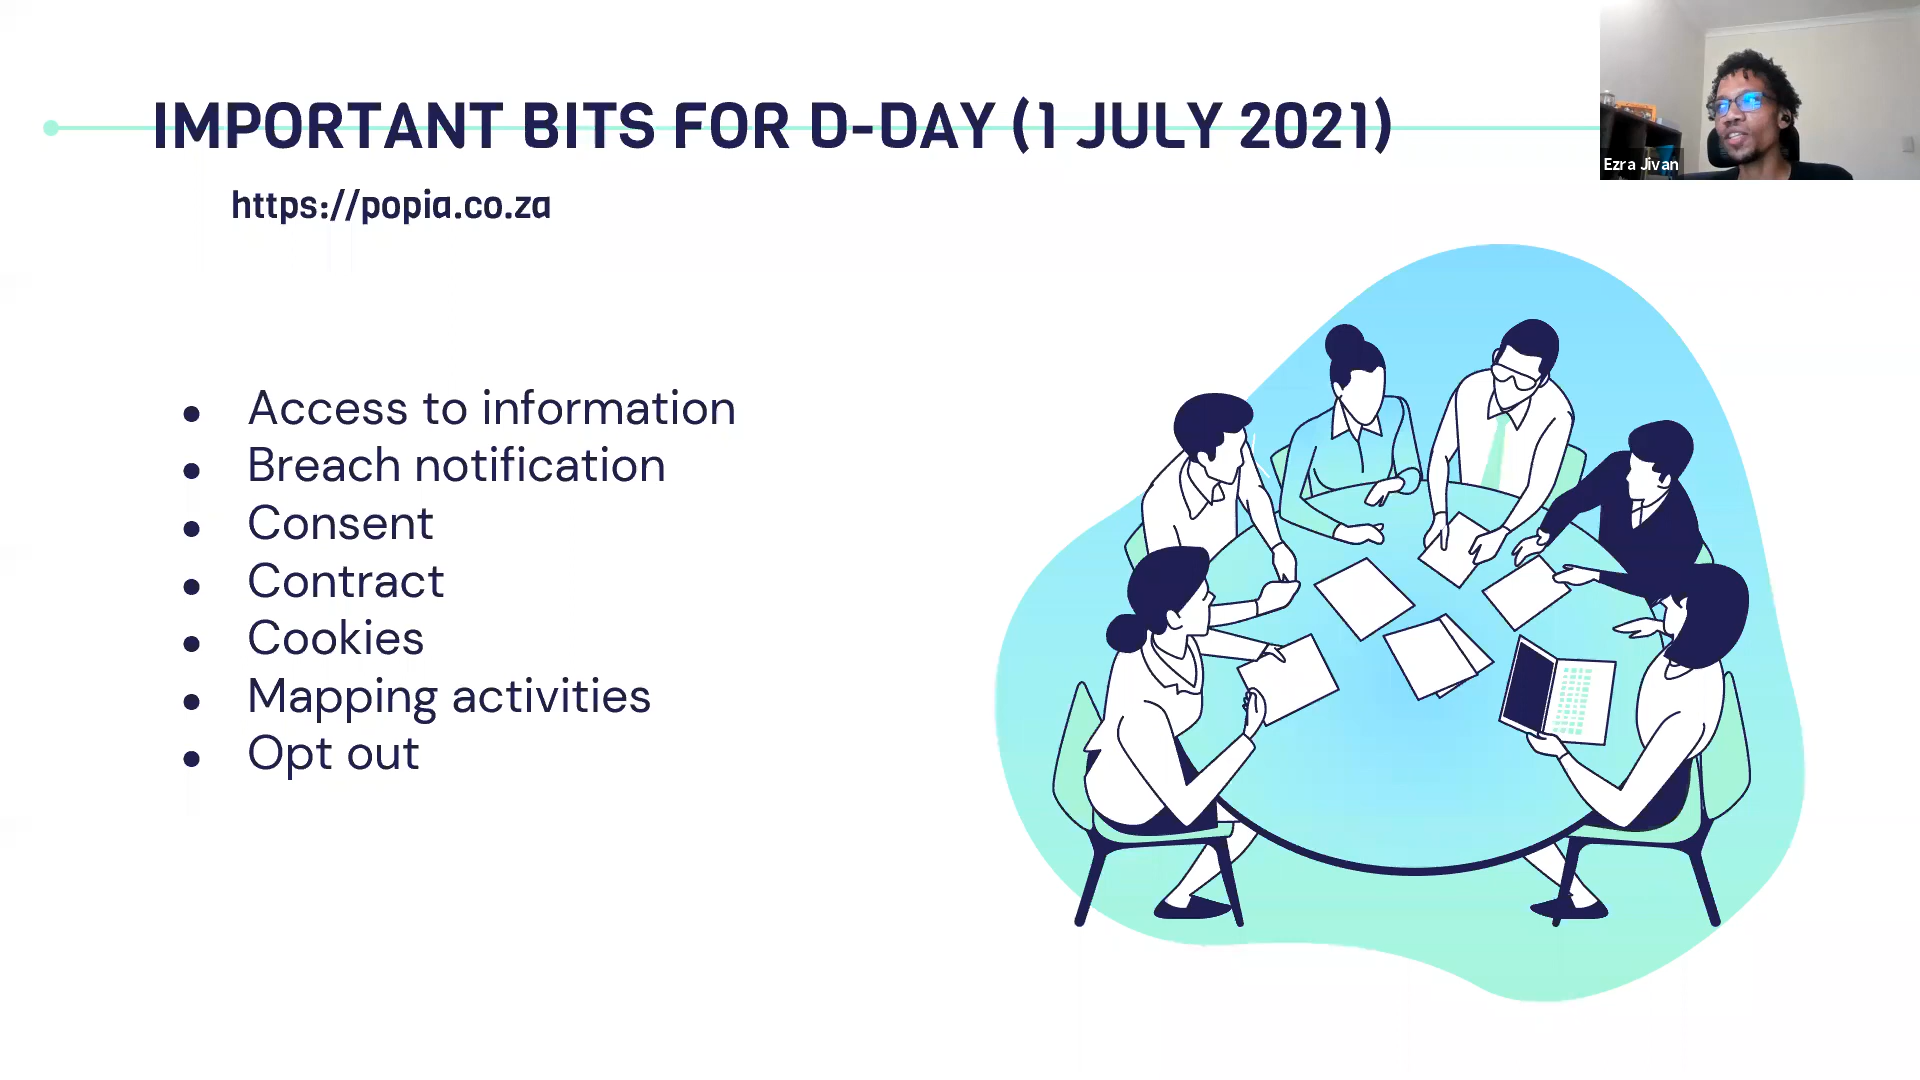 IMPORTANT BITS FOR D-DAY (1 JULY 2021)
https://popia.co.za
Ezra Jivan
● Access to information
● Breach notification
● Consent
● Contract
● Cookies
● Mapping activities
● Opt out